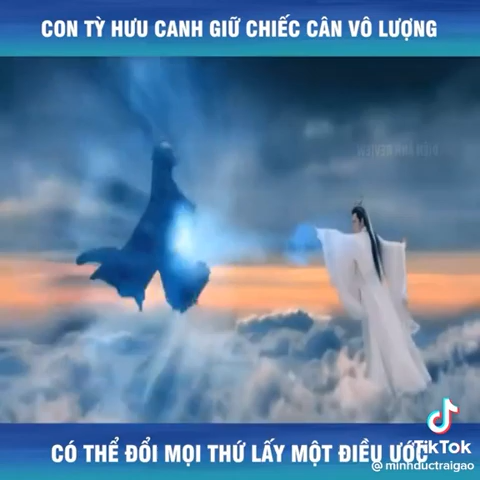 CON TỲ HƯU CANH GIỮ CHIẾC CÂN VÔ LƯỢNG
CÓ THỂ ĐỔI MỌI THỨ LẤY MỘT ĐIỀU ƯỚC
TikTok
@minhductraigao